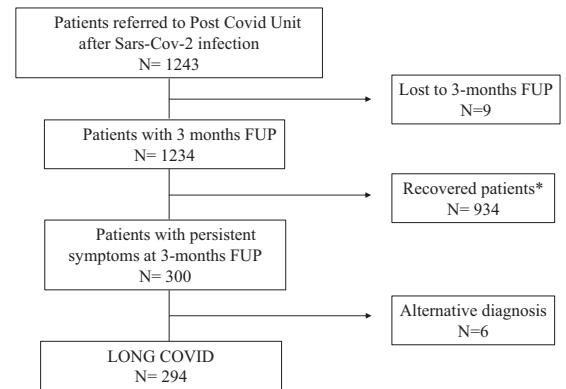 Patients referred to Post Covid Unit
after Sars-Cov-2 infection
N= 1243
Lost to 3-months FUP
N=9
Patients with 3 months FUP
N= 1234
Recovered patients*
N= 934
Patients with persistent
symptoms at 3-months FUP
N= 300
Alternative diagnosis
N=6
LONG COVID
N= 294